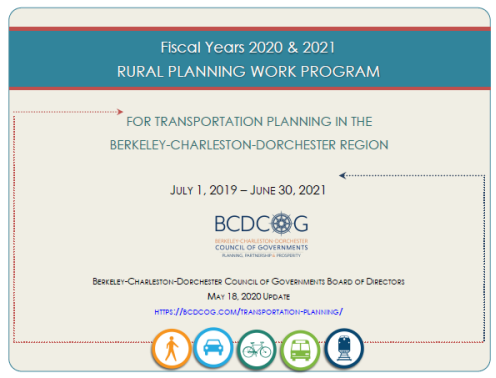 Fiscal Years 2020 & 2021
RURAL PLANNING WORK PROGRAM
FOR TRANSPORTATION PLANNING IN THE
BERKELEY-CHARLESTON-DORCHESTER REGION
JULY 1, 2019 – JUNE 30, 2021
BCDCOG
BERKELEY-CHARLESTON-DORCHESTER
COUNCIL OF GOVERNMENTS
PLANNING, PARTNERSHIP & PROSPERITY
BERKELEY-CHARLESTON-DORCHESTER COUNCIL OF GOVERNMENTS BOARD OF DIRECTORS
MAY 18, 2020 UPDATE
HTTPS://BCDCOG.COM/TRANSPORTATION-PLANNING/